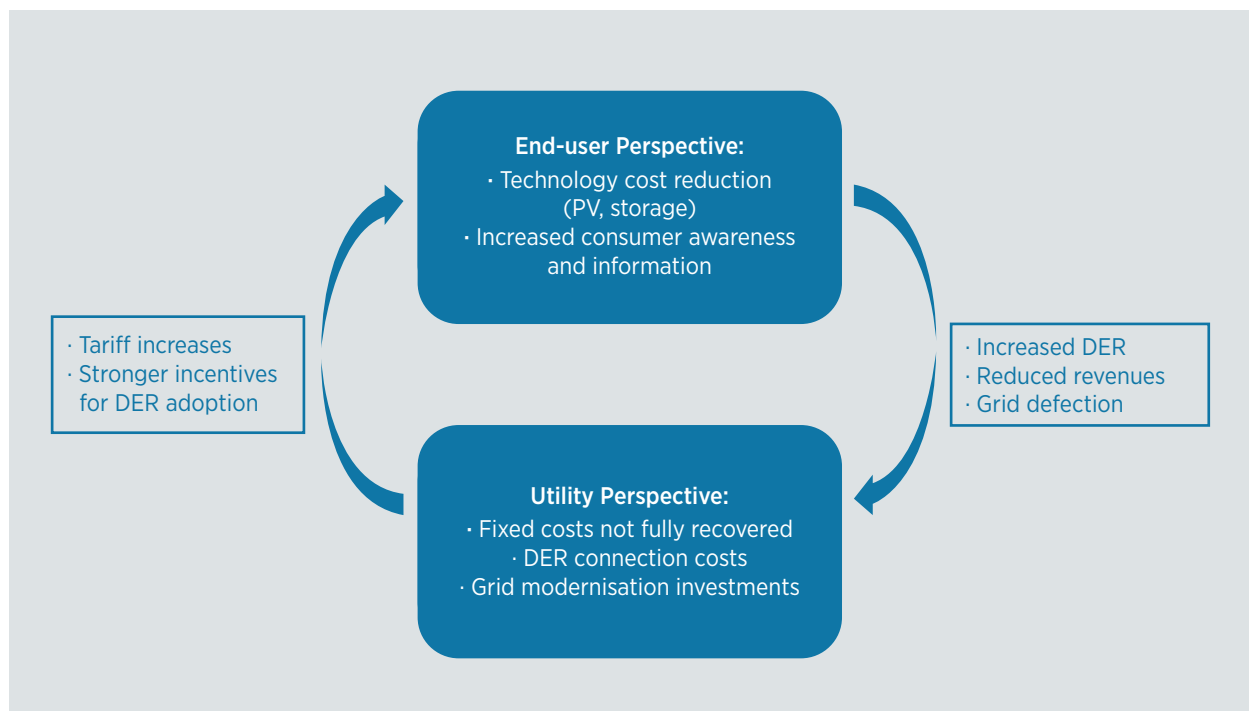 End-user Perspective:
· Technology cost reduction
(PV, storage)
· Increased consumer awareness
and information
· Tariff increases
· Stronger incentives
for DER adoption
· Increased DER
· Reduced revenues
· Grid defection
Utility Perspective:
· Fixed costs not fully recovered
· DER connection costs
· Grid modernisation investments